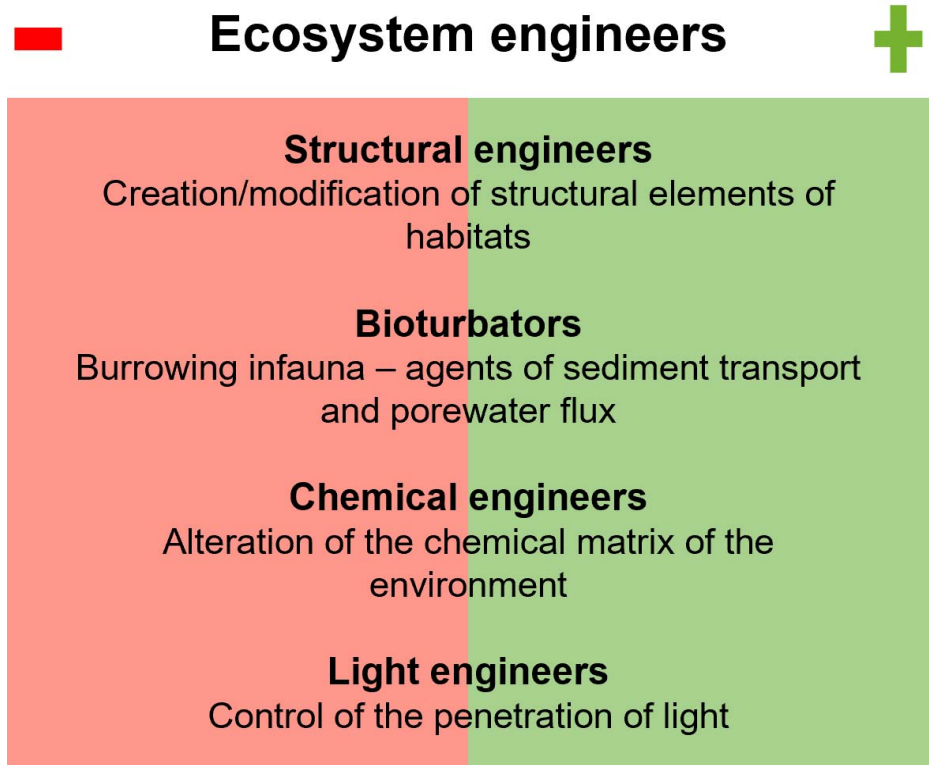 Ecosystem engineers
Structural engineers
Creation/modification of structural elements of
habitats
Bioturbators
Burrowing infauna – agents of sediment transport
and porewater flux
Chemical engineers
Alteration of the chemical matrix of the
environment
Light engineers
Control of the penetration of light